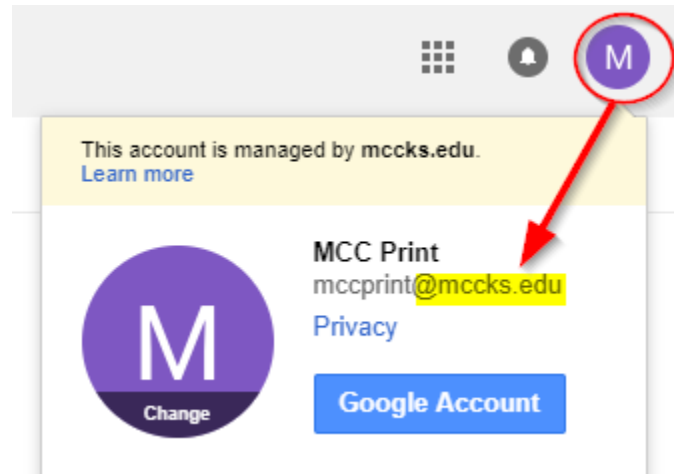 M
This account is managed by mccks.edu.
Learn more
MCC Print
mccprint@mccks.edu
Privacy
M
Change
Google Account